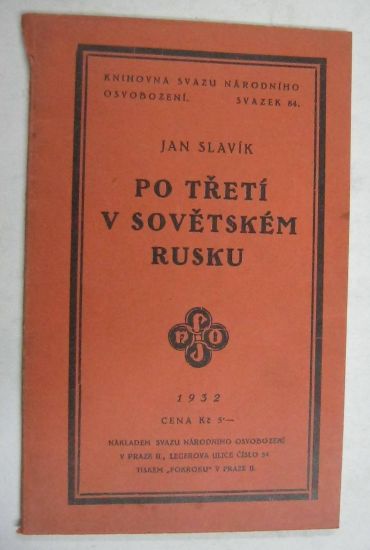 KNIHOVNA SVAZU NÁRODNÍHO
OSVOBOZENÍ. SVAZEK 84.
JAN SLAVÍK
PO TŘETÍ
V SOVĚTSKÉM
RUSKU
1932
CENA Kč 5'—
NÁKLADEM SVAZU NÁRODNÍHO OSVOBOZENÍ
V PRAZE II., LEGEROVA ULICE ČÍSLO
TISKEM „POKROKU“ V PRAZE II.